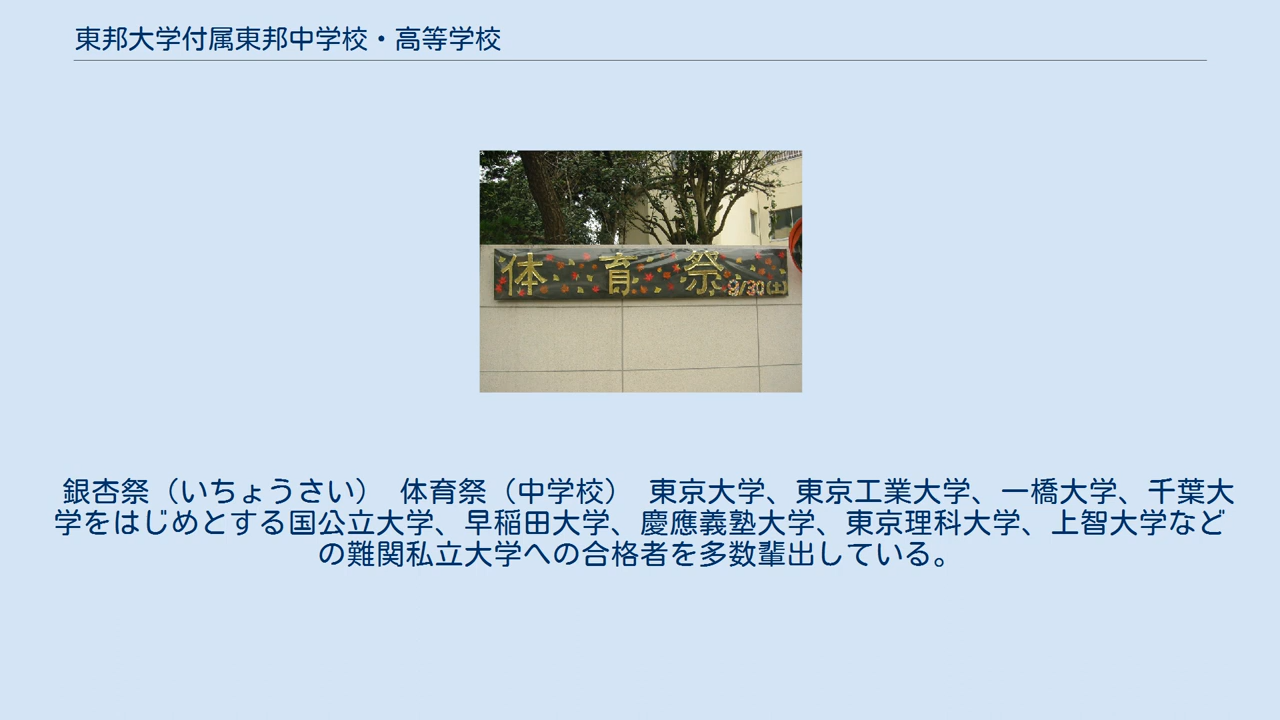 東邦大学付属東邦中学校・高等学校
体育祭
9/30(土)
銀杏祭（いちょうさい） 体育祭（中学校） 東京大学、東京工業大学、一橋大学、千葉大
学をはじめとする国公立大学、早稲田大学、慶應義塾大学、東京理科大学、上智大学など
の難関私立大学への合格者を多数輩出している。